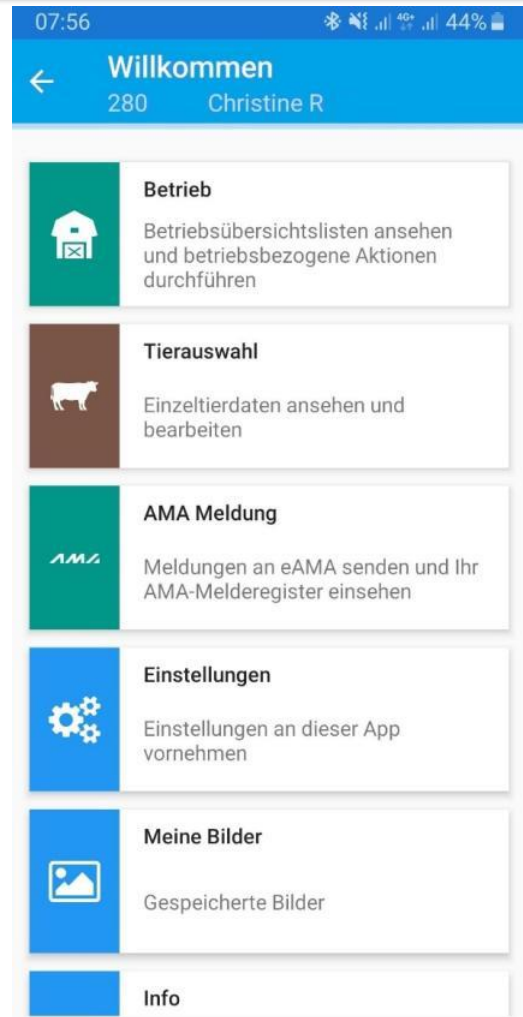 07:56 4G+ 44%
Willkommen
280 Christine R
Betrieb
Betriebsübersichtslisten ansehen
und betriebsbezogene Aktionen
durchführen
Tierauswahl
Einzeltierdaten ansehen und
bearbeiten
AMA Meldung
AMA
Meldungen an eAMA senden und Ihr
AMA-Melderegister einsehen
Einstellungen
Einstellungen an dieser App
vornehmen
Meine Bilder
Gespeicherte Bilder
Info